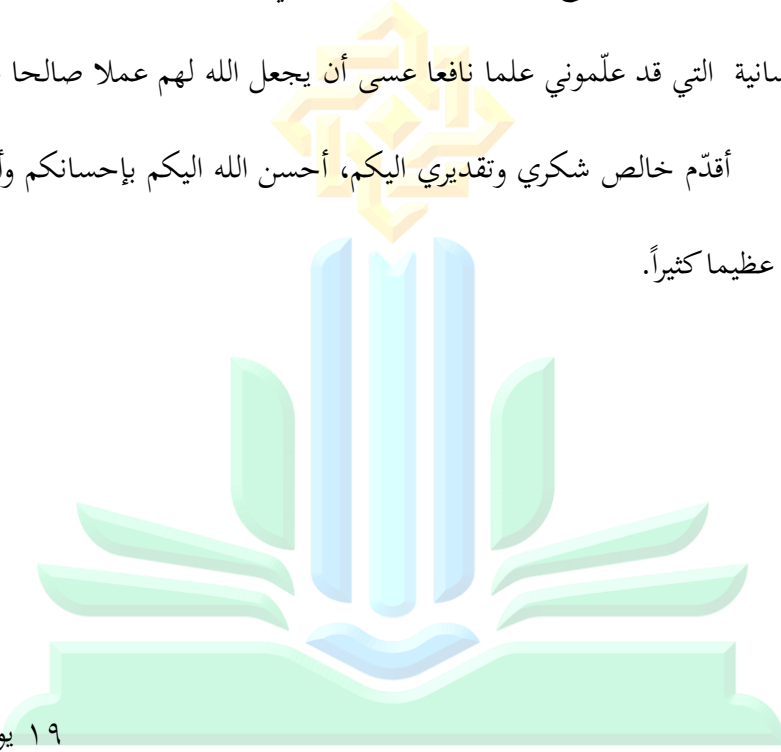 التي قد علّموني علما نافعا عسى أن يجعل الله لهم عملا صالحا
أقدّم خالص شكري وتقديري اليكم، أحسن الله اليكم بإحسانكم
عظيما كثيراً.
١٩